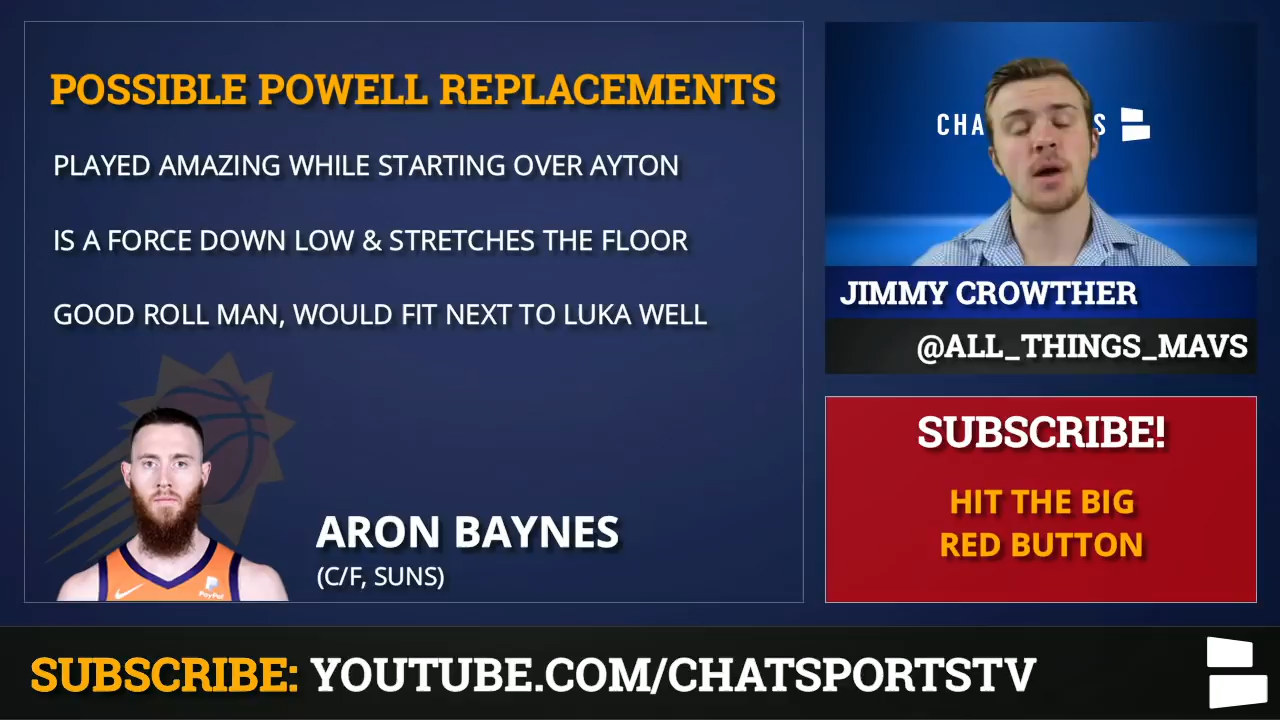 POSSIBLE POWELL REPLACEMENTS
PLAYED AMAZING WHILE STARTING OVER AYTON
IS A FORCE DOWN LOW & STRETCHES THE FLOOR
GOOD ROLL MAN, WOULD FIT NEXT TO LUKA WELL
ARON BAYNES
(C/F, SUNS)
PayPal
CHA S
JIMMY CROWTHER
@ALL_THINGS_MAVS
SUBSCRIBE!
HIT THE BIG
RED BUTTON
SUBSCRIBE: YOUTUBE.COM/CHATSPORTSTV